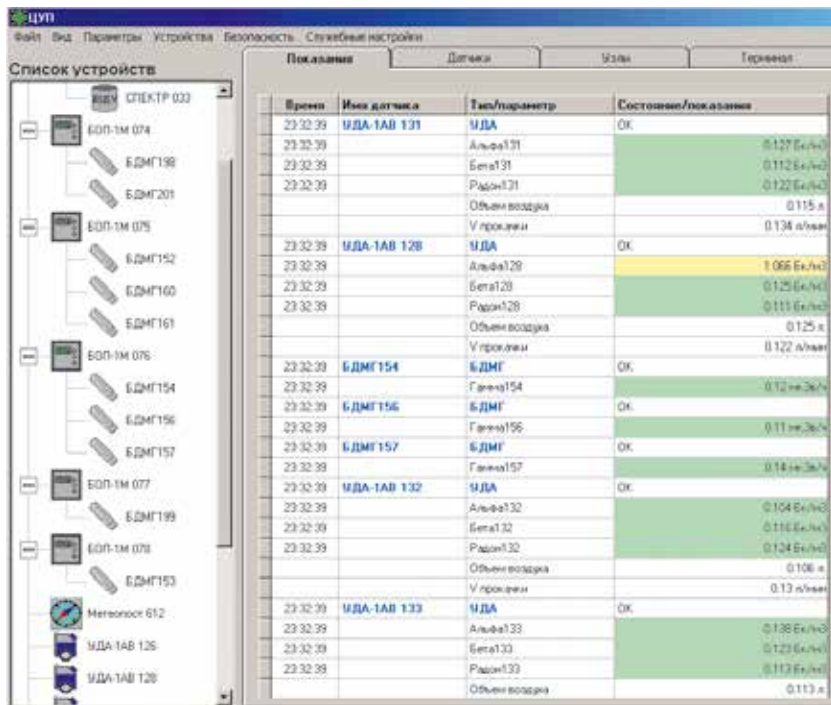 ЦУП
Файл Вид Параметры Устройства Безопасность Служебные настройки
Список устройств
СПЕКТР 033
БОП-1М 074
БДМГ198
БДМГ201
БОП-1М 075
БДМГ152
БДМГ160
БДМГ161
БОП-1М 076
БДМГ154
БДМГ156
БДМГ157
БОП-1М 077
БДМГ199
БОП-1М 078
БДМГ153
Метеопост 612
УДА-1АВ 126
УДА-1АВ 128
Показания Датчики Узлы Терминал
Время Имя датчика Тип/параметр Состояние/показания
23:32:39 УДА-1АВ 131 УДА OK
23:32:39 Альфа131 0.127 Бк/м3
23:32:39 Бета131 0.112 Бк/м3
23:32:39 Радон131 0.122 Бк/м3
Объем воздуха 0.115 л
V прокачки 0.134 л/мин
23:32:39 УДА-1АВ 128 УДА OK
23:32:39 Альфа128 1.066 Бк/м3
23:32:39 Бета128 0.125 Бк/м3
23:32:39 Радон128 0.111 Бк/м3
Объем воздуха 0.125 л
V прокачки 0.122 л/мин
23:32:39 БДМГ154 БДМГ OK
23:32:39 Гамма154 0.12 мкЗв/ч
23:32:39 БДМГ156 БДМГ OK
23:32:39 Гамма156 0.11 мкЗв/ч
23:32:39 БДМГ157 БДМГ OK
23:32:39 Гамма157 0.14 мкЗв/ч
23:32:39 УДА-1АВ 132 УДА OK
23:32:39 Альфа132 0.104 Бк/м3
23:32:39 Бета132 0.116 Бк/м3
23:32:39 Радон132 0.124 Бк/м3
Объем воздуха 0.106 л
V прокачки 0.13 л/мин
23:32:39 УДА-1АВ 133 УДА OK
23:32:39 Альфа133 0.138 Бк/м3
23:32:39 Бета133 0.123 Бк/м3
23:32:39 Радон133 0.113 Бк/м3
Объем воздуха 0.113 л